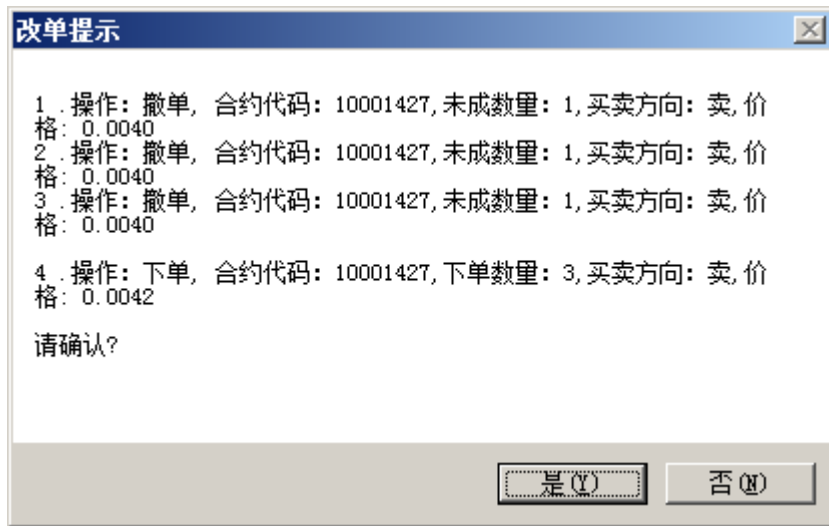 改单提示
1 .操作：撤单, 合约代码：10001427,未成数量：1,买卖方向：卖,价
格：0.0040
2 .操作：撤单, 合约代码：10001427,未成数量：1,买卖方向：卖,价
格：0.0040
3 .操作：撤单, 合约代码：10001427,未成数量：1,买卖方向：卖,价
格：0.0040
4 .操作：下单, 合约代码：10001427,下单数量：3,买卖方向：卖,价
格：0.0042
请确认?
是(Y) 否(N)